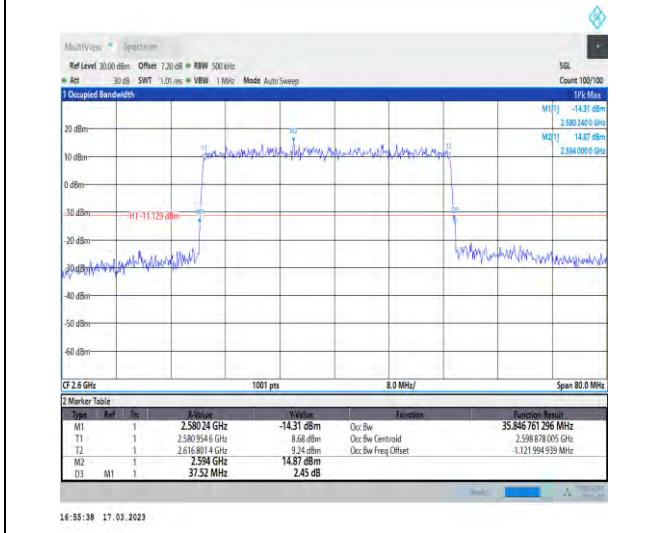 MultiView Spectrum
Ref Level 30.00 dBm Offset 7.20 dB RBW 500 kHz SGL
Att 30 dB SWT 1.01 ms VBW 1 MHz Mode Auto Sweep Count 100/100
1 Occupied Bandwidth 1Pk Max
M1[1] -14.31 dBm
2.580 240 0 GHz
M2[1] 14.87 dBm
2.594 000 0 GHz
20 dBm
M2
T1 T2
10 dBm
0 dBm
-10 dBm
H1 -11.129 dBm
M1 D3
-20 dBm
-30 dBm
-40 dBm
-50 dBm
-60 dBm
CF 2.6 GHz 1001 pts 8.0 MHz/ Span 80.0 MHz
2 Marker Table
Type Ref Trc X-Value Y-Value Function Function Result
M1 1 2.58024 GHz -14.31 dBm Occ Bw 35.846 761 296 MHz
T1 1 2.580 954 6 GHz 8.68 dBm Occ Bw Centroid 2.598 878 005 GHz
T2 1 2.616 801 4 GHz 9.24 dBm Occ Bw Freq Offset -1.121 994 939 MHz
M2 1 2.594 GHz 14.87 dBm
D3 M1 1 37.52 MHz 2.45 dB
16:55:38 17.03.2023